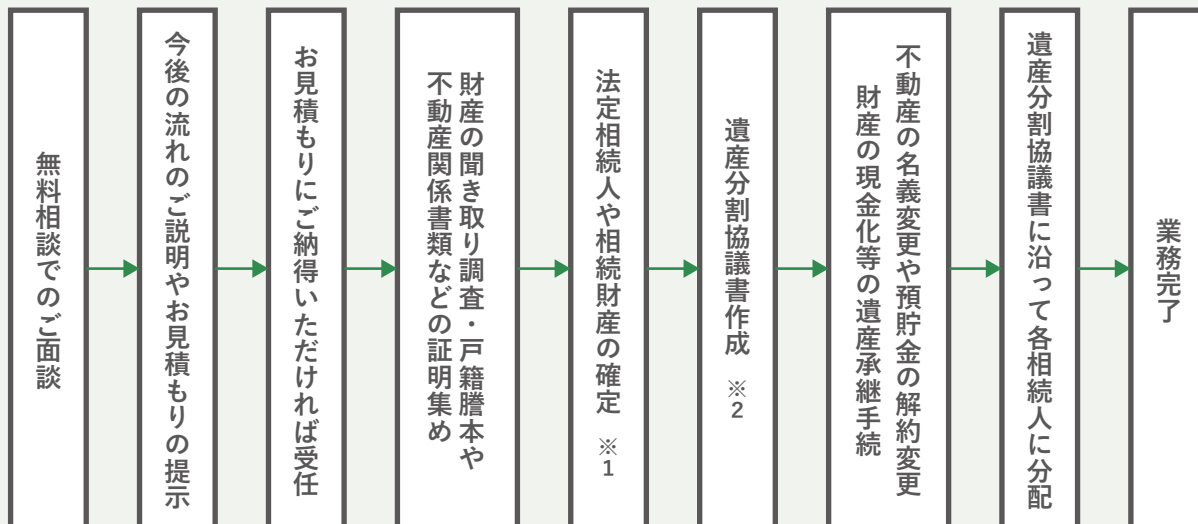 無料相談でのご面談
今後の流れのご説明やお見積もりの提示
お見積もりにご納得いただければ受任
財産の聞き取り調査・戸籍謄本や
不動産関係書類などの証明集め
法定相続人や相続財産の確定 ※1
遺産分割協議書作成 ※2
不動産の名義変更や預貯金の解約変更
財産の現金化等の遺産承継手続
遺産分割協議書に沿って各相続人に分配
業務完了